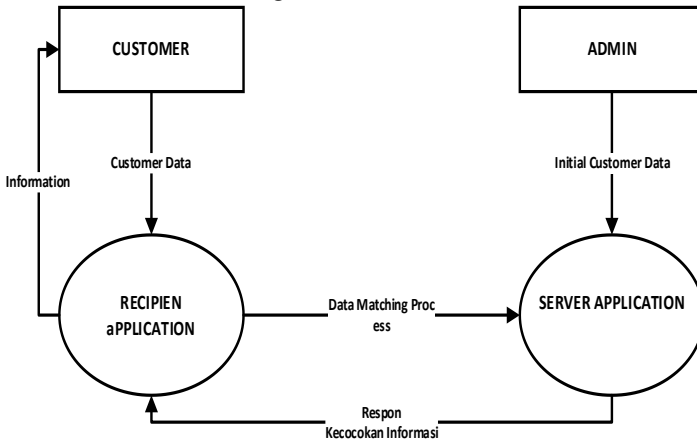 CUSTOMER
ADMIN
Customer Data
Initial Customer Data
Information
RECIPIEN
aPPLICATION
Data Matching Proc
ess
SERVER APPLICATION
Respon
Kecocokan Informasi